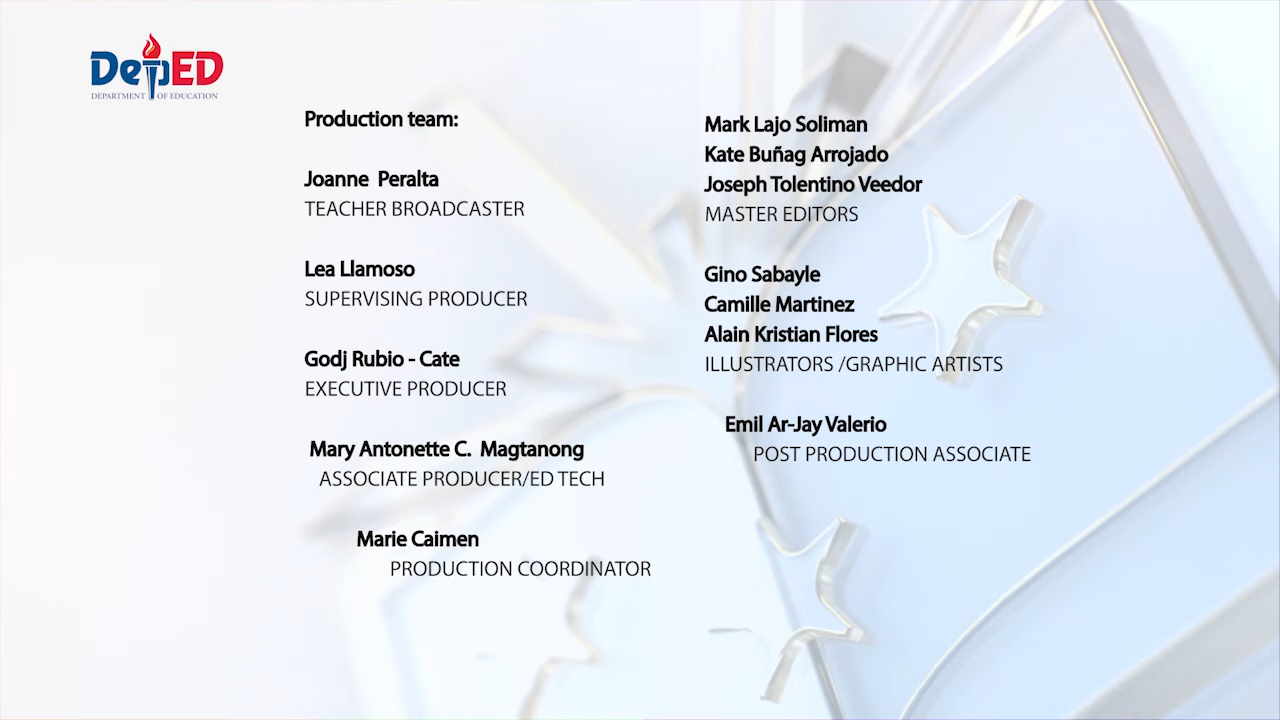 DepED
DEPARTMENT OF EDUCATION
Production team:
Joanne Peralta
TEACHER BROADCASTER
Lea Llamoso
SUPERVISING PRODUCER
Godj Rubio - Cate
EXECUTIVE PRODUCER
Mary Antonette C. Magtanong
ASSOCIATE PRODUCER/ED TECH
Marie Caimen
PRODUCTION COORDINATOR
Mark Lajo Soliman
Kate Buñag Arrojado
Joseph Tolentino Veedor
MASTER EDITORS
Gino Sabayle
Camille Martinez
Alain Kristian Flores
ILLUSTRATORS /GRAPHIC ARTISTS
Emil Ar-Jay Valerio
POST PRODUCTION ASSOCIATE